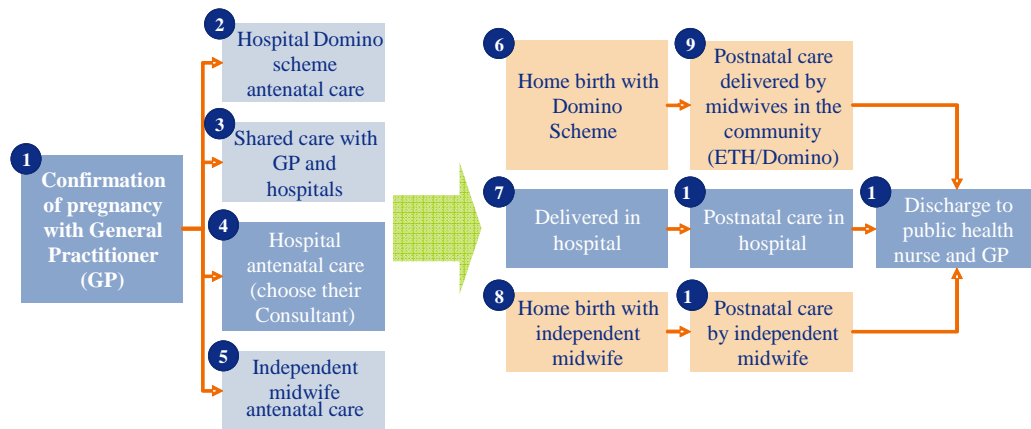 1
Confirmation
of pregnancy
with General
Practitioner
(GP)
2
Hospital Domino
scheme
antenatal care
3
Shared care with
GP and
hospitals
4
Hospital
antenatal care
(choose their
Consultant)
5
Independent
midwife
antenatal care
6
Home birth with
Domino
Scheme
9
Postnatal care
delivered by
midwives in the
community
(ETH/Domino)
7
Delivered in
hospital
1
Postnatal care in
hospital
1
Discharge to
public health
nurse and GP
8
Home birth with
independent
midwife
1
Postnatal care
by independent
midwife